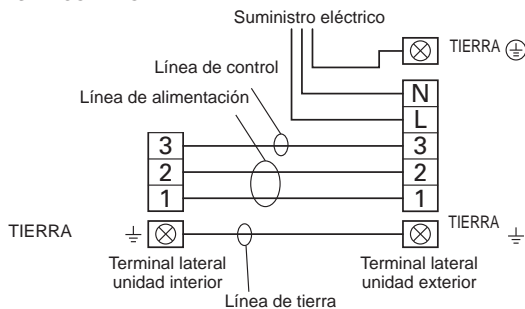 Suministro eléctrico
TIERRA
Línea de control
Línea de alimentación
N
L
3
3
2
2
1
1
TIERRA
TIERRA
Terminal lateral
unidad interior
Terminal lateral
unidad exterior
Línea de tierra